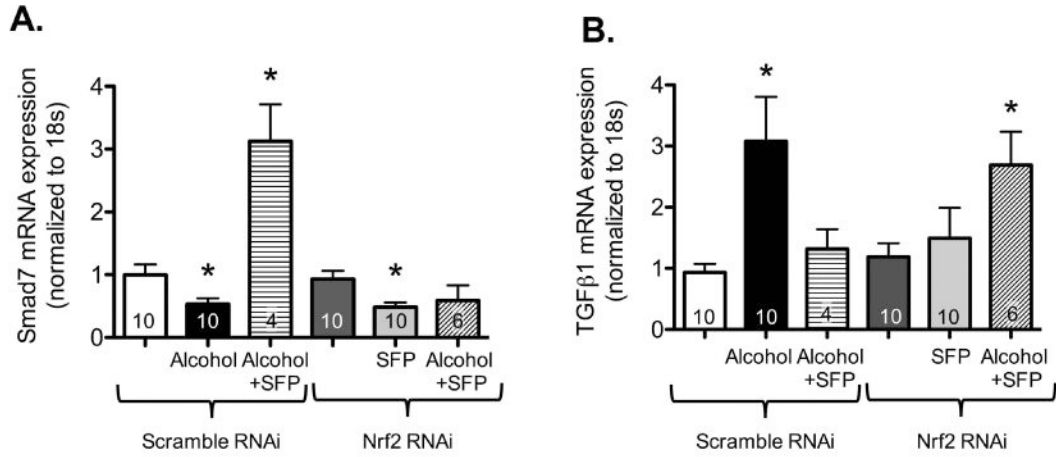 A.
Smad7 mRNA expression
(normalized to 18s)
4
3
2
1
0
*
*
*
10
10
4
10
10
6
Alcohol
Alcohol
+SFP
SFP
Alcohol
+SFP
Scramble RNAi
Nrf2 RNAi
B.
TGFβ1 mRNA expression
(normalized to 18s)
4
3
2
1
0
*
*
10
10
4
10
10
6
Alcohol
Alcohol
+SFP
SFP
Alcohol
+SFP
Scramble RNAi
Nrf2 RNAi